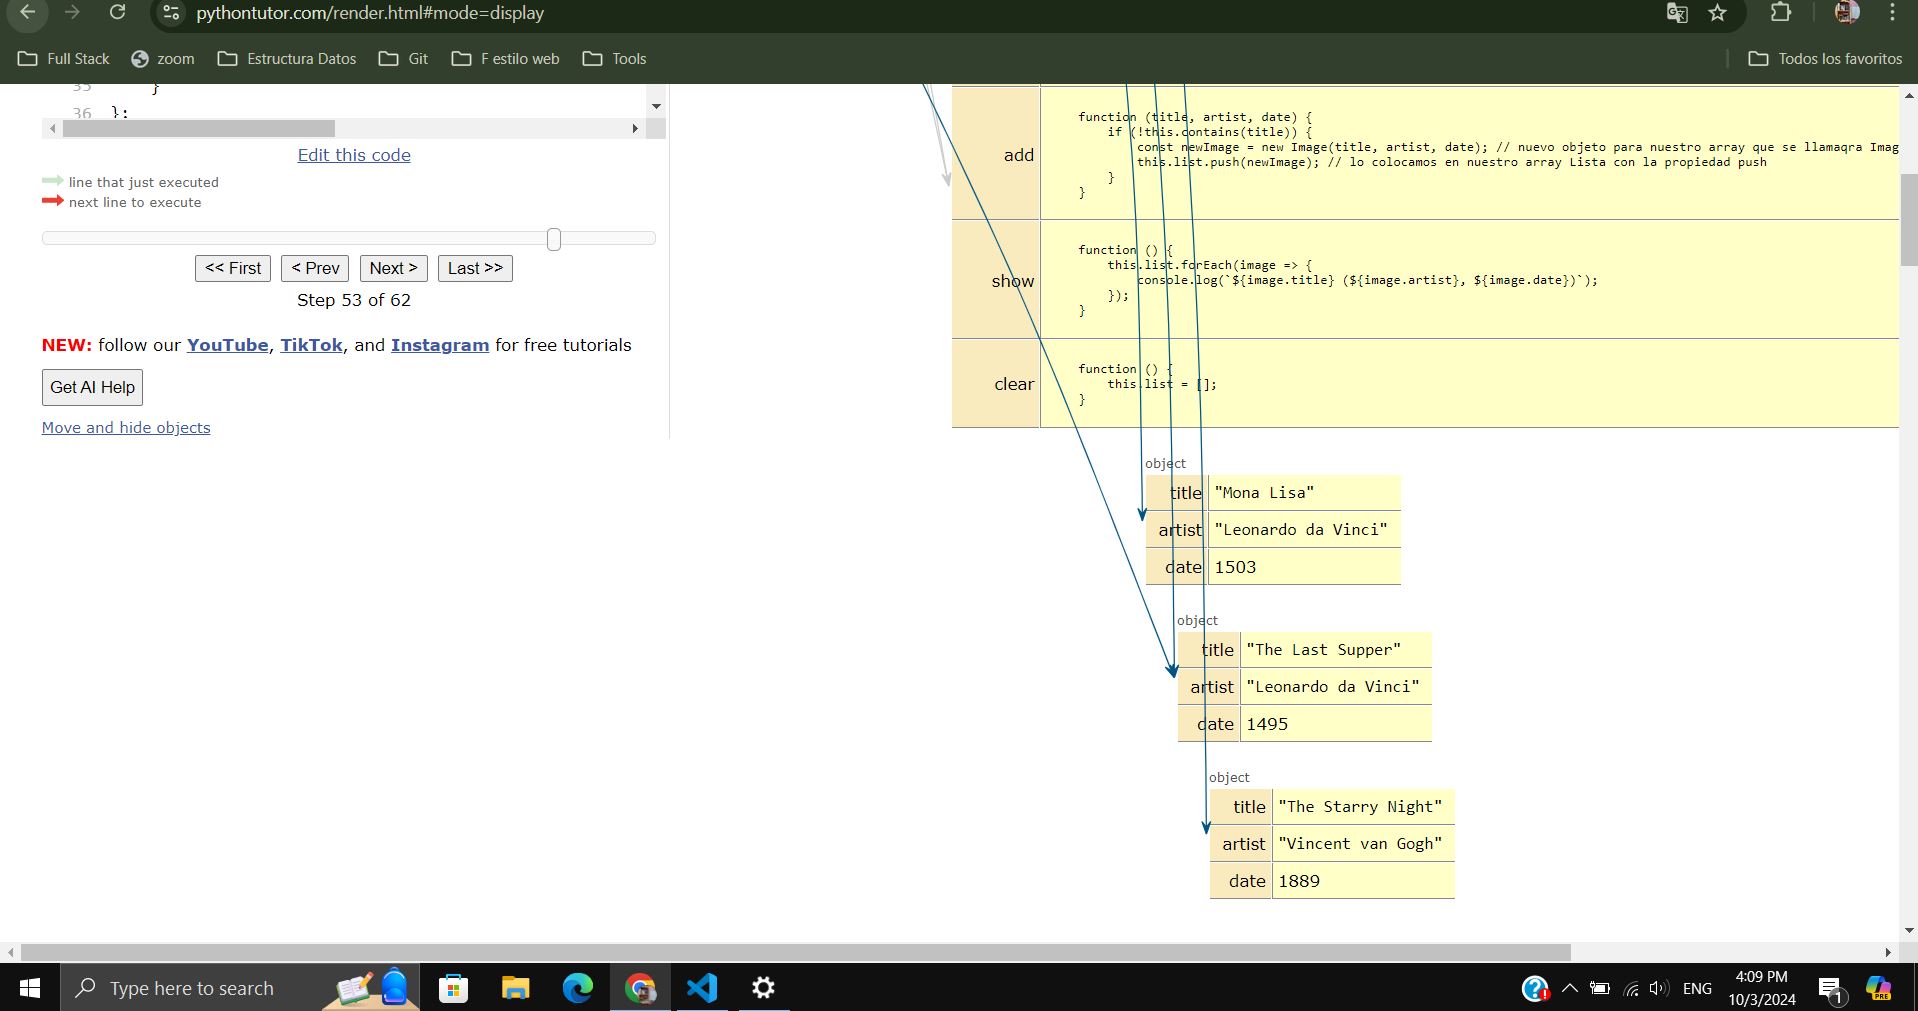 pythontutor.com/render.html#mode=display
Full Stack
zoom
Estructura Datos
Git
F estilo web
Tools
Todos los favoritos
35 }
36 };
Edit this code
line that just executed
next line to execute
<< First
< Prev
Next >
Last >>
Step 53 of 62
NEW: follow our YouTube, TikTok, and Instagram for free tutorials
Get AI Help
Move and hide objects
add
function (title, artist, date) {
if (!this.contains(title)) {
const newImage = new Image(title, artist, date); // nuevo objeto para nuestro array que se llamaqra Imag
this.list.push(newImage); // lo colocamos en nuestro array Lista con la propiedad push
}
}
show
function () {
this.list.forEach(image => {
console.log(`${image.title} (${image.artist}, ${image.date})`);
});
}
clear
function () {
this.list = [];
}
object
title "Mona Lisa"
artist "Leonardo da Vinci"
date 1503
object
title "The Last Supper"
artist "Leonardo da Vinci"
date 1495
object
title "The Starry Night"
artist "Vincent van Gogh"
date 1889
Type here to search
ENG
4:09 PM
10/3/2024
1
PRE